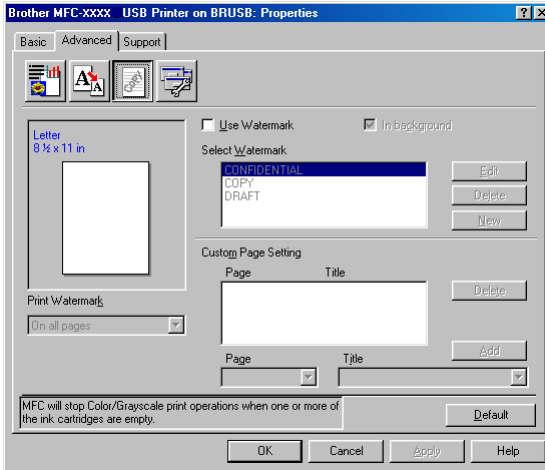 Brother MFC-XXXX USB Printer on BRUSB: Properties
Basic Advanced Support
Letter
8 ½ x 11 in
Use Watermark In background
Select Watermark
CONFIDENTIAL
COPY
DRAFT
Edit
Delete
New
Custom Page Setting
Page Title
Delete
Print Watermark
On all pages
Add
Page Title
MFC will stop Color/Grayscale print operations when one or more of
the ink cartridges are empty.
Default
OK Cancel Apply Help